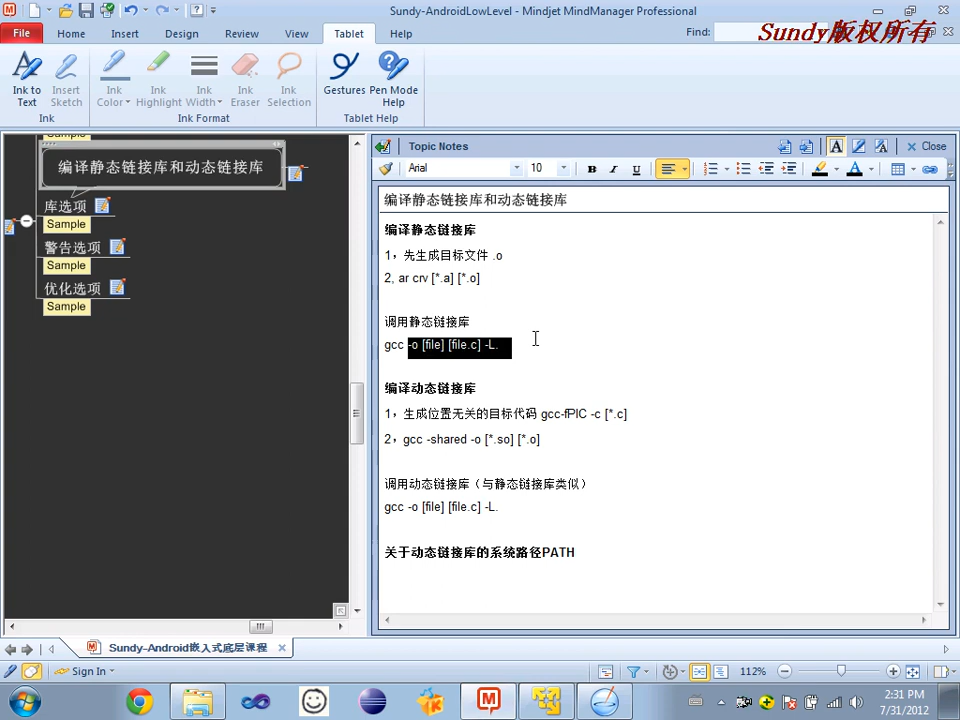 Sundy-AndroidLowLevel - Mindjet MindManager Professional
Sundy版权所有
File Home Insert Design Review View Tablet Help Find:
Ink to Text
Insert Sketch
Ink Color
Ink Highlight
Ink Width
Ink Eraser
Ink Selection
Gestures
Pen Mode Help
Ink Ink Format Tablet Help
Sample
编译静态链接库和动态链接库
库选项
Sample
警告选项
Sample
优化选项
Sample
Topic Notes
Close
Arial 10
B I U
编译静态链接库和动态链接库
编译静态链接库
1，先生成目标文件 .o
2, ar crv [*.a] [*.o]
调用静态链接库
gcc -o [file] [file.c] -L.
编译动态链接库
1，生成位置无关的目标代码 gcc-fPIC -c [*.c]
2，gcc -shared -o [*.so] [*.o]
调用动态链接库（与静态链接库类似）
gcc -o [file] [file.c] -L.
关于动态链接库的系统路径PATH
Sundy-Android嵌入式底层课程
Sign In
112%
2:31 PM
7/31/2012